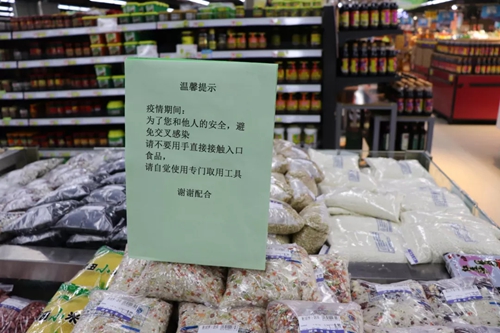 温馨提示
疫情期间:
为了您和他人的安全，避
免交叉感染
请不要用手直接接触入口
食品，
请自觉使用专门取用工具
谢谢配合
小米